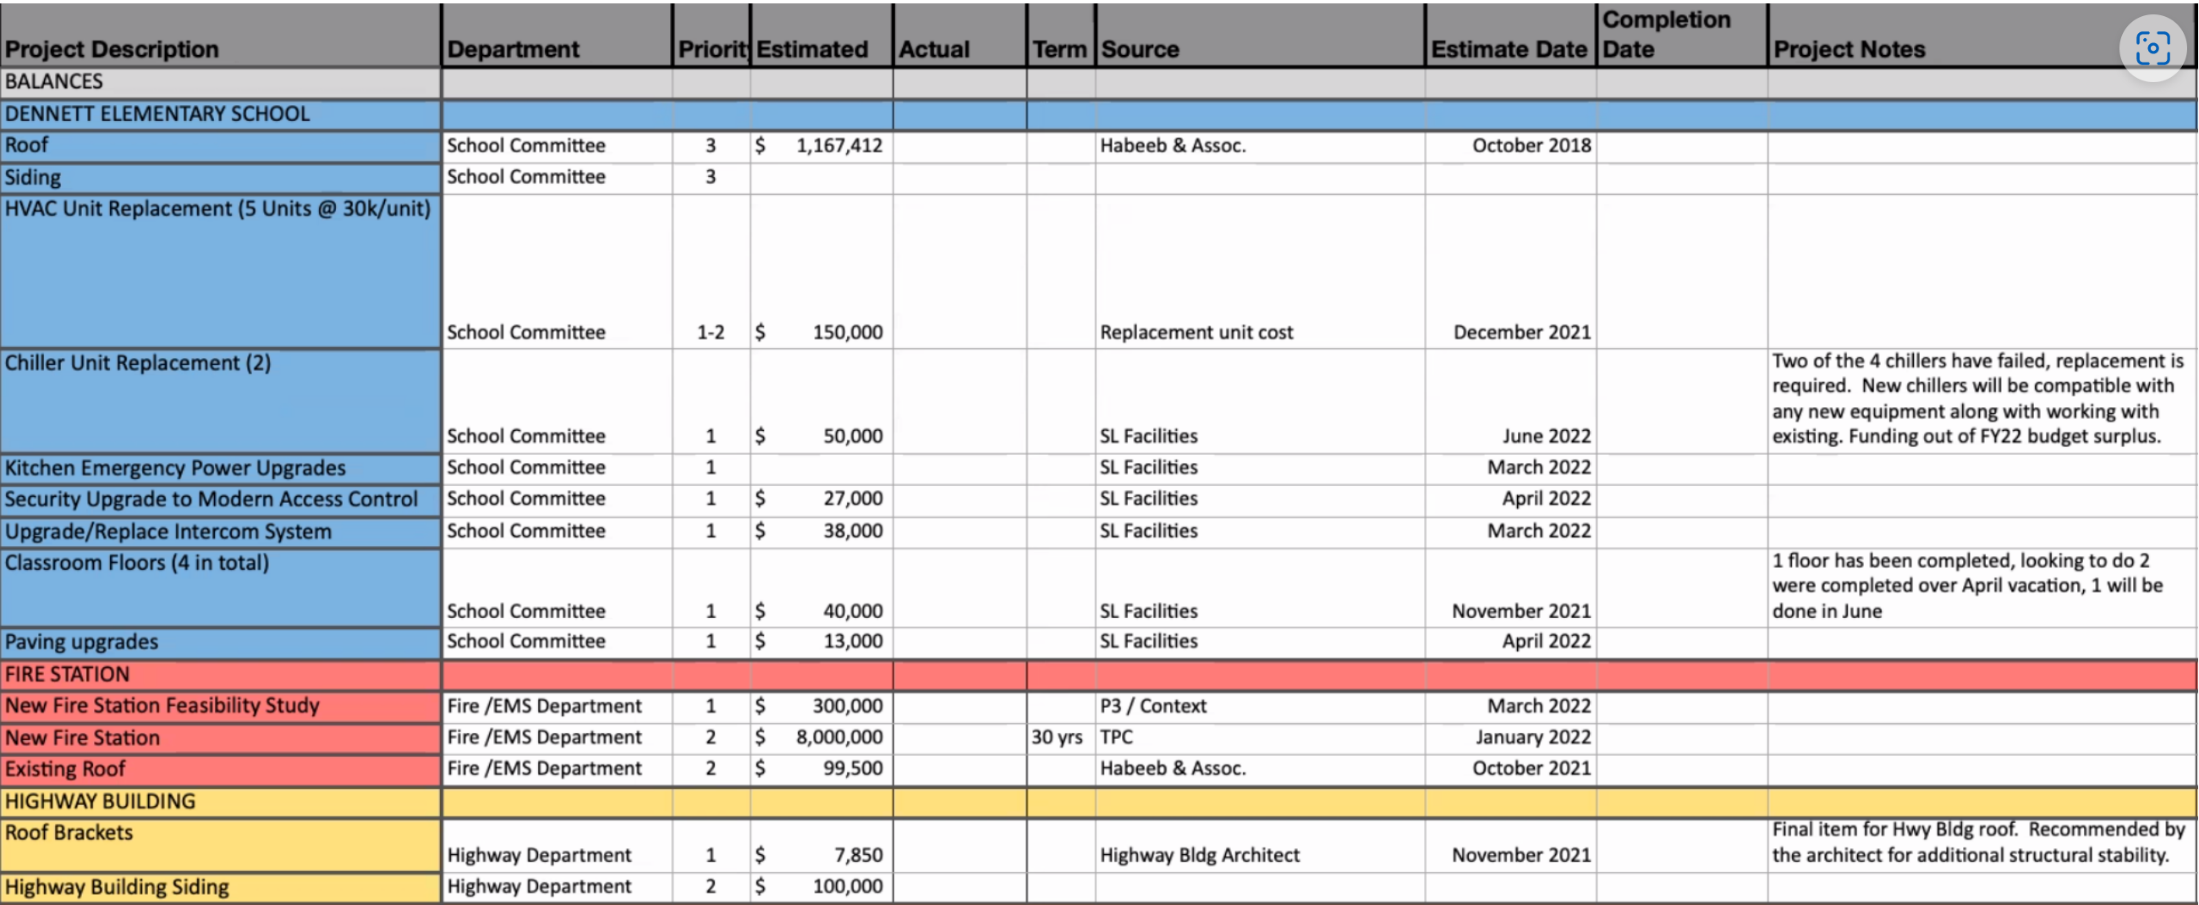 Project Description Department Priorit Estimated Actual Term Source Estimate Date Completion Date Project Notes
BALANCES
DENNETT ELEMENTARY SCHOOL
Roof School Committee 3 $ 1,167,412 Habeeb & Assoc. October 2018
Siding School Committee 3
HVAC Unit Replacement (5 Units @ 30k/unit) School Committee 1-2 $ 150,000 Replacement unit cost December 2021
Chiller Unit Replacement (2) School Committee 1 $ 50,000 SL Facilities June 2022
Two of the 4 chillers have failed, replacement is
required. New chillers will be compatible with
any new equipment along with working with
existing. Funding out of FY22 budget surplus.
Kitchen Emergency Power Upgrades School Committee 1 SL Facilities March 2022
Security Upgrade to Modern Access Control School Committee 1 $ 27,000 SL Facilities April 2022
Upgrade/Replace Intercom System School Committee 1 $ 38,000 SL Facilities March 2022
Classroom Floors (4 in total) School Committee 1 $ 40,000 SL Facilities November 2021
1 floor has been completed, looking to do 2
were completed over April vacation, 1 will be
done in June
Paving upgrades School Committee 1 $ 13,000 SL Facilities April 2022
FIRE STATION
New Fire Station Feasibility Study Fire /EMS Department 1 $ 300,000 P3 / Context March 2022
New Fire Station Fire /EMS Department 2 $ 8,000,000 30 yrs TPC January 2022
Existing Roof Fire /EMS Department 2 $ 99,500 Habeeb & Assoc. October 2021
HIGHWAY BUILDING
Roof Brackets Highway Department 1 $ 7,850 Highway Bldg Architect November 2021
Final item for Hwy Bldg roof. Recommended by
the architect for additional structural stability.
Highway Building Siding Highway Department 2 $ 100,000